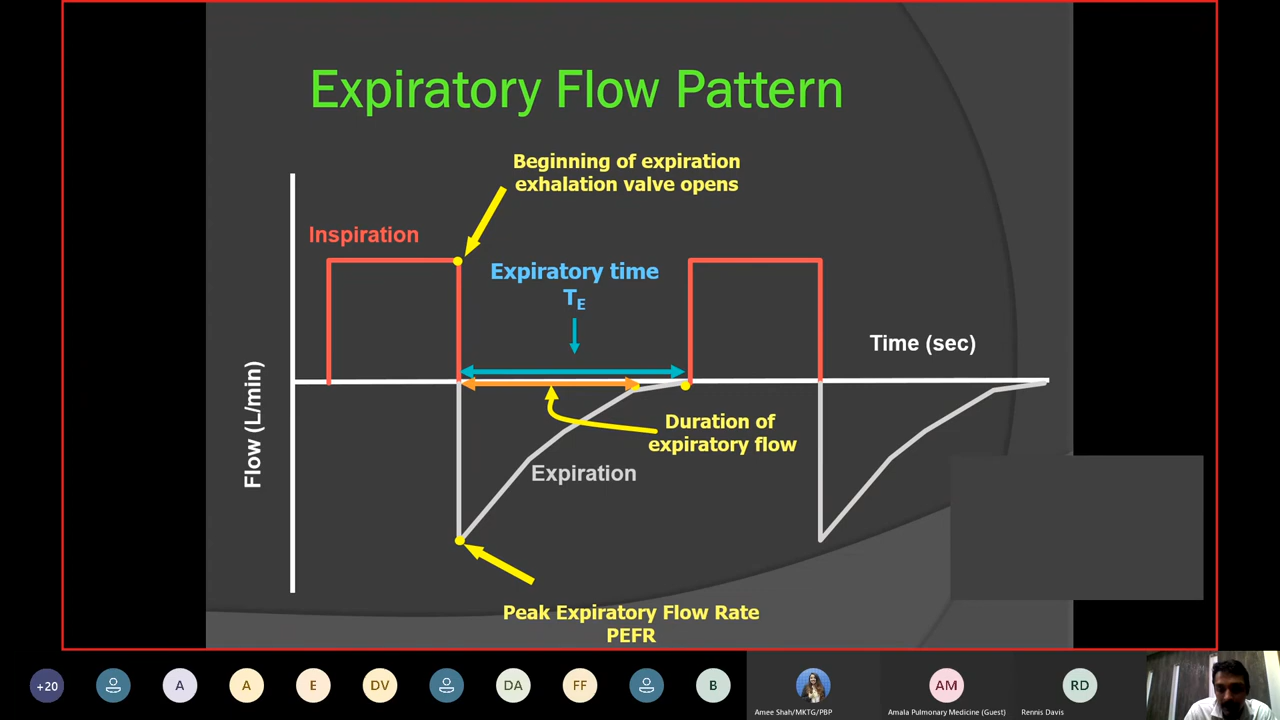 Expiratory Flow Pattern
Beginning of expiration
exhalation valve opens
Inspiration
Expiratory time
TE
Time (sec)
Flow (L/min)
Duration of
expiratory flow
Expiration
Peak Expiratory Flow Rate
PEFR
+20
A
A
E
DV
DA
FF
B
AM
RD
Amee Shah/MKTG/PBP
Amala Pulmonary Medicine (Guest)
Rennis Davis